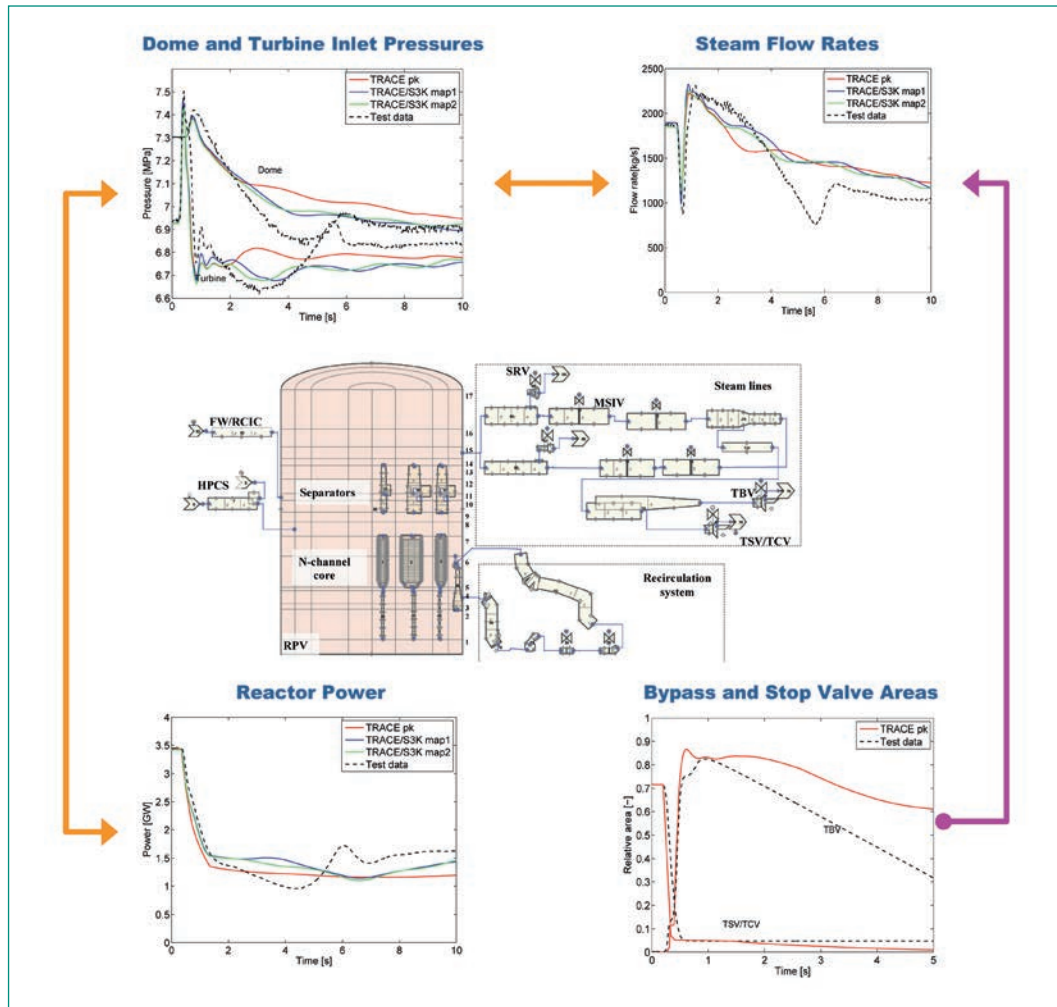 Dome and Turbine Inlet Pressures
TRACE pk
TRACE/S3K map1
TRACE/S3K map2
Test data
Dome
Turbine
Pressure [MPa]
7.5
7.4
7.3
7.2
7.1
7
6.9
6.8
6.7
6.6
0 2 4 6 8 10
Time [s]
Steam Flow Rates
TRACE pk
TRACE/S3K map1
TRACE/S3K map2
Test data
Flow rate[kg/s]
2500
2000
1500
1000
500
0
0 2 4 6 8 10
Time [s]
FW/RCIC
HPCS
Separators
N-channel
core
RPV
17
16
15
14
13
12
11
10
9
8
7
6
5
4
3
2
1
SRV
MSIV
Steam lines
TBV
TSV/TCV
Recirculation
system
Reactor Power
TRACE pk
TRACE/S3K map1
TRACE/S3K map2
Test data
Power [GW]
4
3.5
3
2.5
2
1.5
1
0.5
0
0 2 4 6 8 10
Time [s]
Bypass and Stop Valve Areas
TRACE pk
Test data
TBV
TSV/TCV
Relative area [–]
1
0.9
0.8
0.7
0.6
0.5
0.4
0.3
0.2
0.1
0
0 1 2 3 4 5
Time [s]